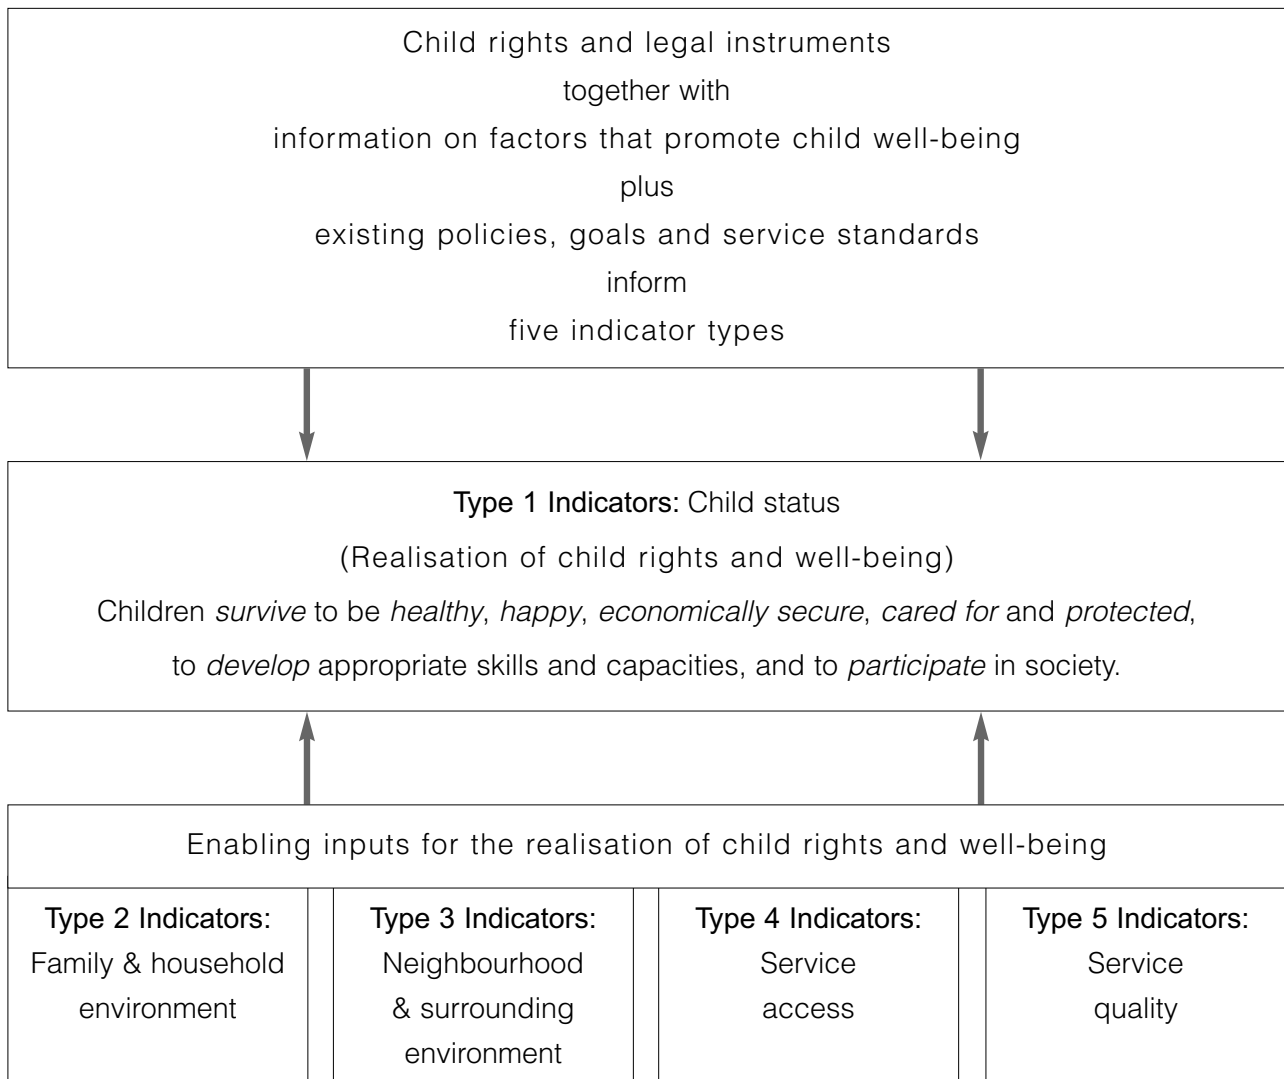 Child rights and legal instruments
together with
information on factors that promote child well-being
plus
existing policies, goals and service standards
inform
five indicator types
Type 1 Indicators: Child status
(Realisation of child rights and well-being)
Children survive to be healthy, happy, economically secure, cared for and protected,
to develop appropriate skills and capacities, and to participate in society.
Enabling inputs for the realisation of child rights and well-being
Type 2 Indicators:
Family & household
environment
Type 3 Indicators:
Neighbourhood
& surrounding
environment
Type 4 Indicators:
Service
access
Type 5 Indicators:
Service
quality